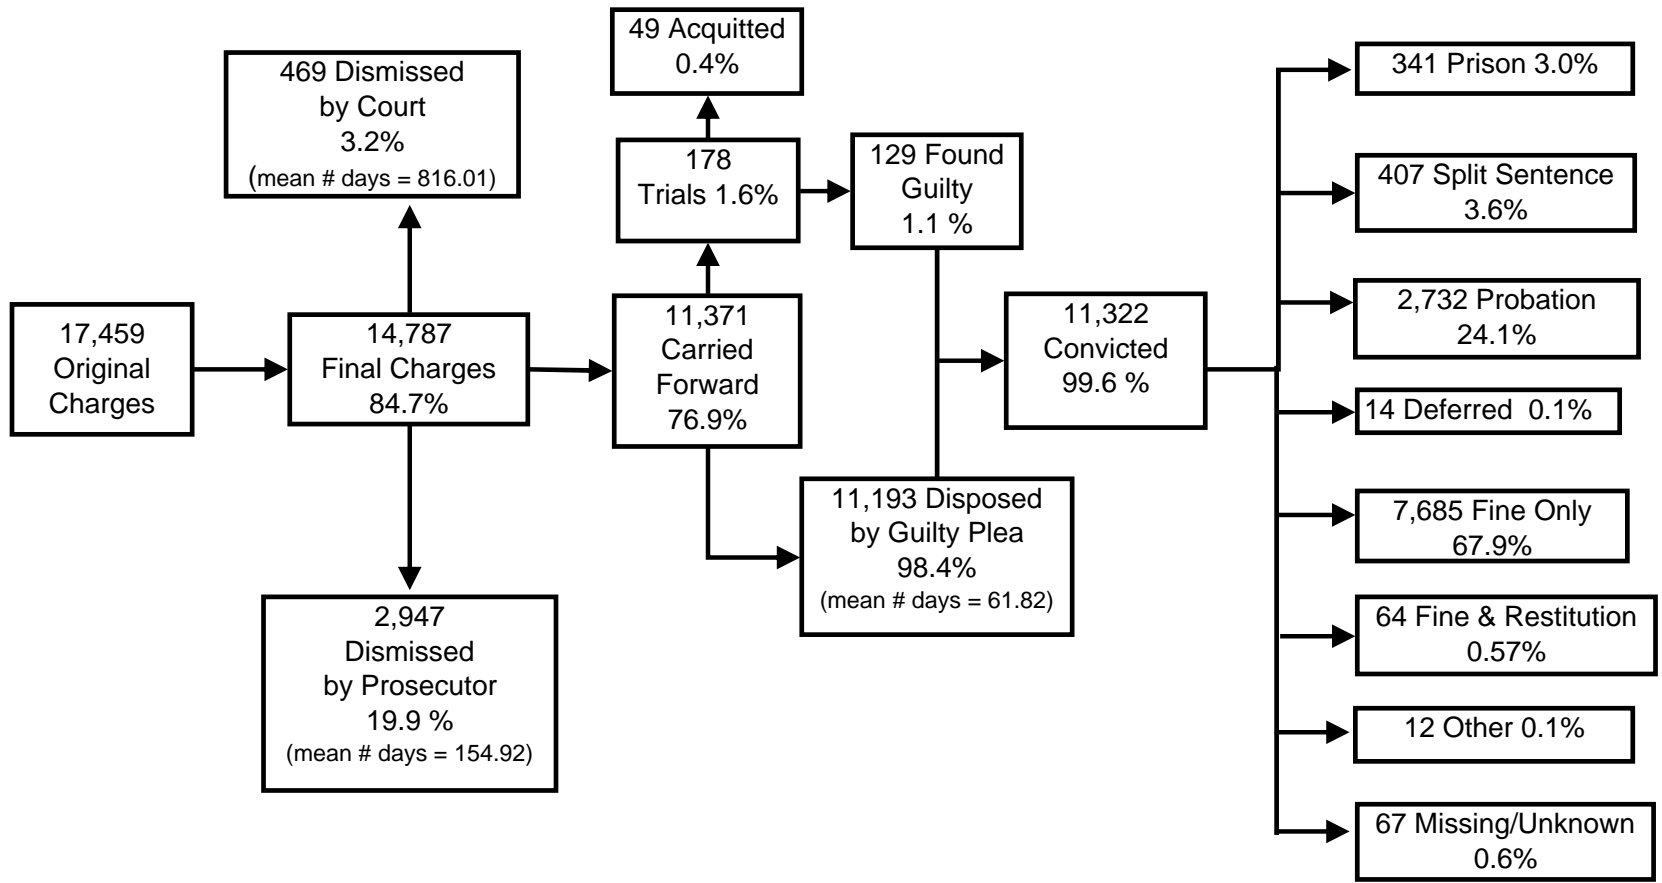 17,459
Original
Charges
469 Dismissed
by Court
3.2%
(mean # days = 816.01)
14,787
Final Charges
84.7%
2,947
Dismissed
by Prosecutor
19.9 %
(mean # days = 154.92)
49 Acquitted
0.4%
178
Trials 1.6%
11,371
Carried
Forward
76.9%
129 Found
Guilty
1.1 %
11,193 Disposed
by Guilty Plea
98.4%
(mean # days = 61.82)
11,322
Convicted
99.6 %
341 Prison 3.0%
407 Split Sentence
3.6%
2,732 Probation
24.1%
14 Deferred  0.1%
7,685 Fine Only
67.9%
64 Fine & Restitution
0.57%
12 Other 0.1%
67 Missing/Unknown
0.6%